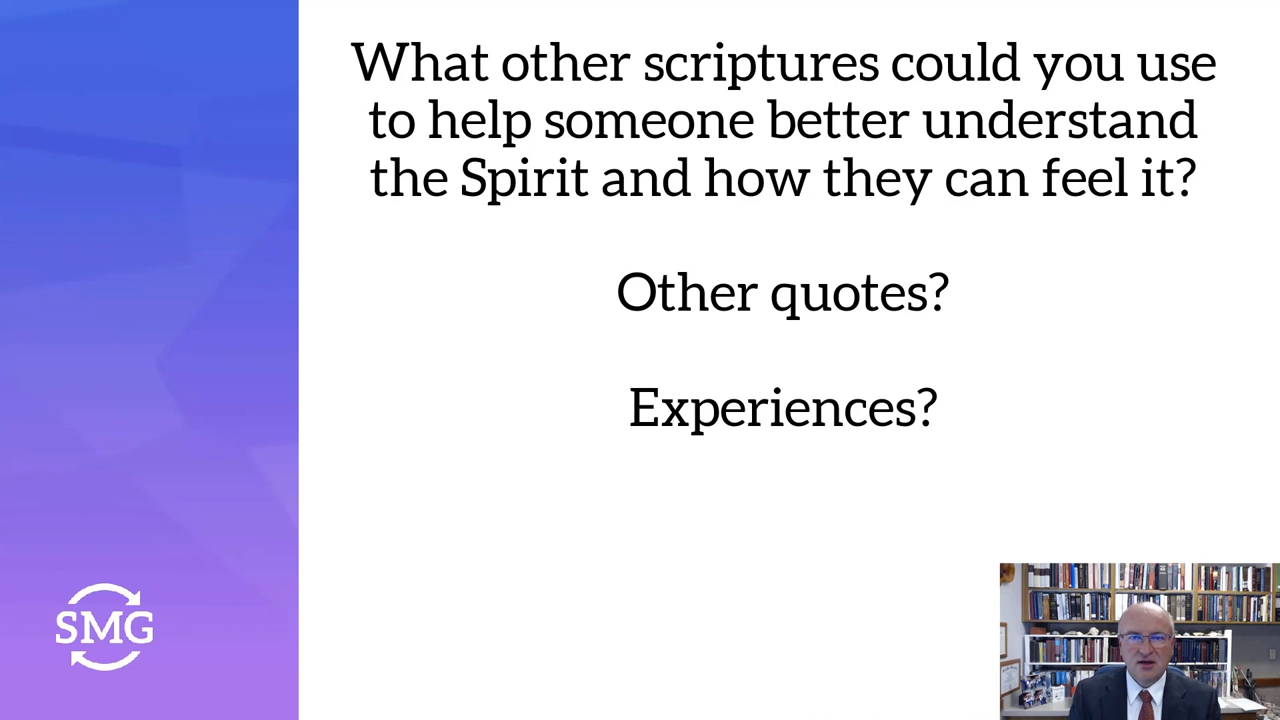 What other scriptures could you use
to help someone better understand
the Spirit and how they can feel it?
Other quotes?
Experiences?
SMG